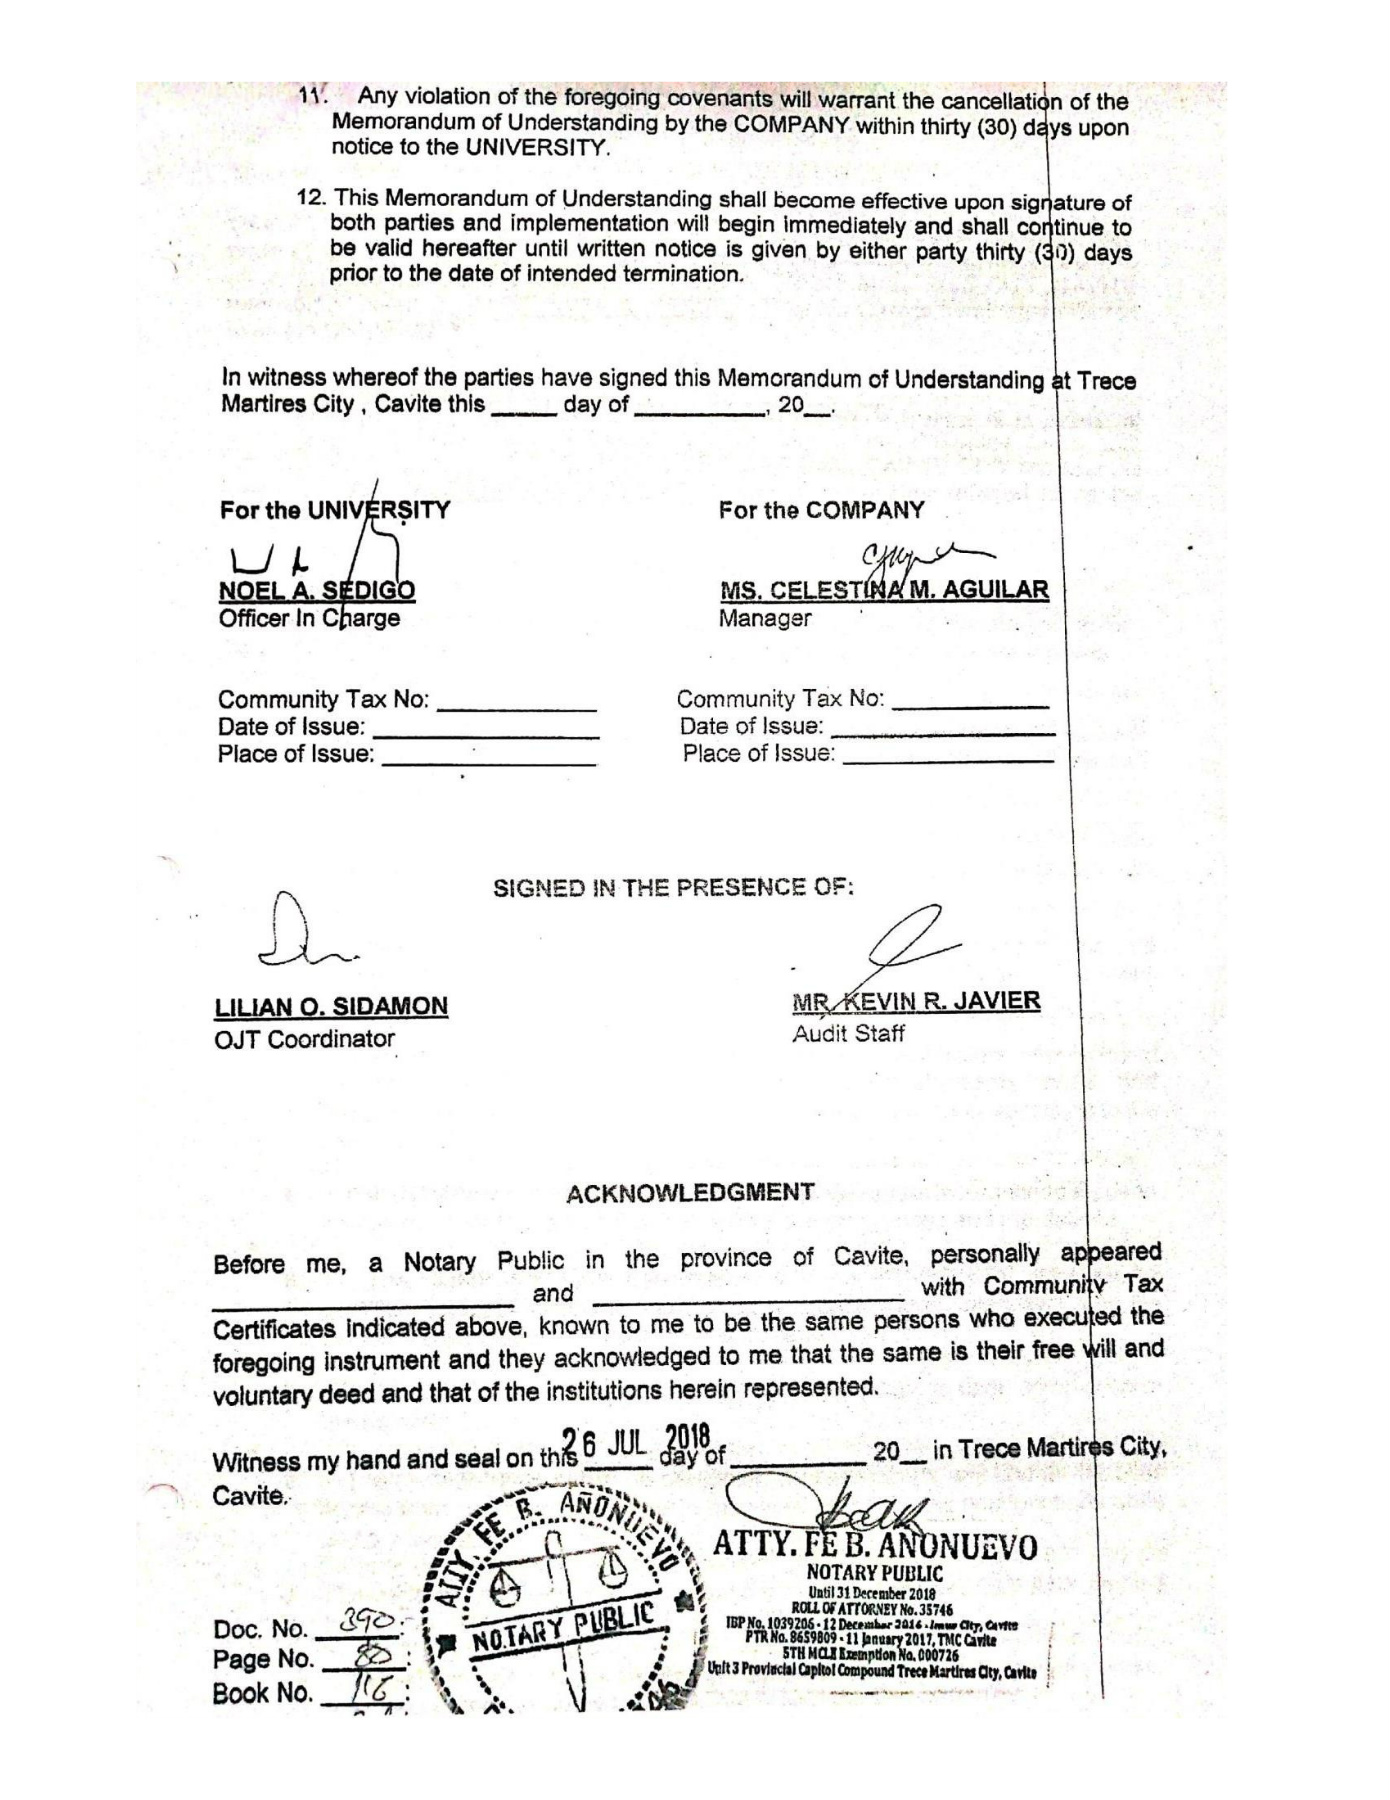 11. Any violation of the foregoing covenants will warrant the cancellation of the
Memorandum of Understanding by the COMPANY within thirty (30) days upon
notice to the UNIVERSITY.
12. This Memorandum of Understanding shall become effective upon signature of
both parties and implementation will begin immediately and shall continue to
be valid hereafter until written notice is given by either party thirty (30) days
prior to the date of intended termination.
In witness whereof the parties have signed this Memorandum of Understanding at Trece
Martires City , Cavite this _____ day of __________, 20__.
For the UNIVERSITY For the COMPANY
NOEL A. SEDIGO MS. CELESTINA M. AGUILAR
Officer In Charge Manager
Community Tax No: ____________ Community Tax No: ____________
Date of Issue: ____________ Date of Issue: ____________
Place of Issue: ____________ Place of Issue: ____________
SIGNED IN THE PRESENCE OF:
LILIAN O. SIDAMON MR. KEVIN R. JAVIER
OJT Coordinator Audit Staff
ACKNOWLEDGMENT
Before me, a Notary Public in the province of Cavite, personally appeared
____________ and ____________ with Community Tax
Certificates indicated above, known to me to be the same persons who executed the
foregoing instrument and they acknowledged to me that the same is their free will and
voluntary deed and that of the institutions herein represented.
26 JUL 2018
Witness my hand and seal on this _____ day of __________ 20__ in Trece Martires City,
Cavite.
ATTY. FE B. AÑONUEVO
NOTARY PUBLIC
ATTY. FE B. AÑONUEVO
NOTARY PUBLIC
Until 31 December 2018
ROLL OF ATTORNEY No. 35746
IBP No. 1039206 - 12 December 2016 - Imus City, Cavite
PTR No. 8659809 - 11 January 2017, TMC Cavite
5TH MCLE Exemption No. 000726
Unit 3 Provincial Capitol Compound Trece Martires City, Cavite
Doc. No. 390:
Page No. 80:
Book No. 116: